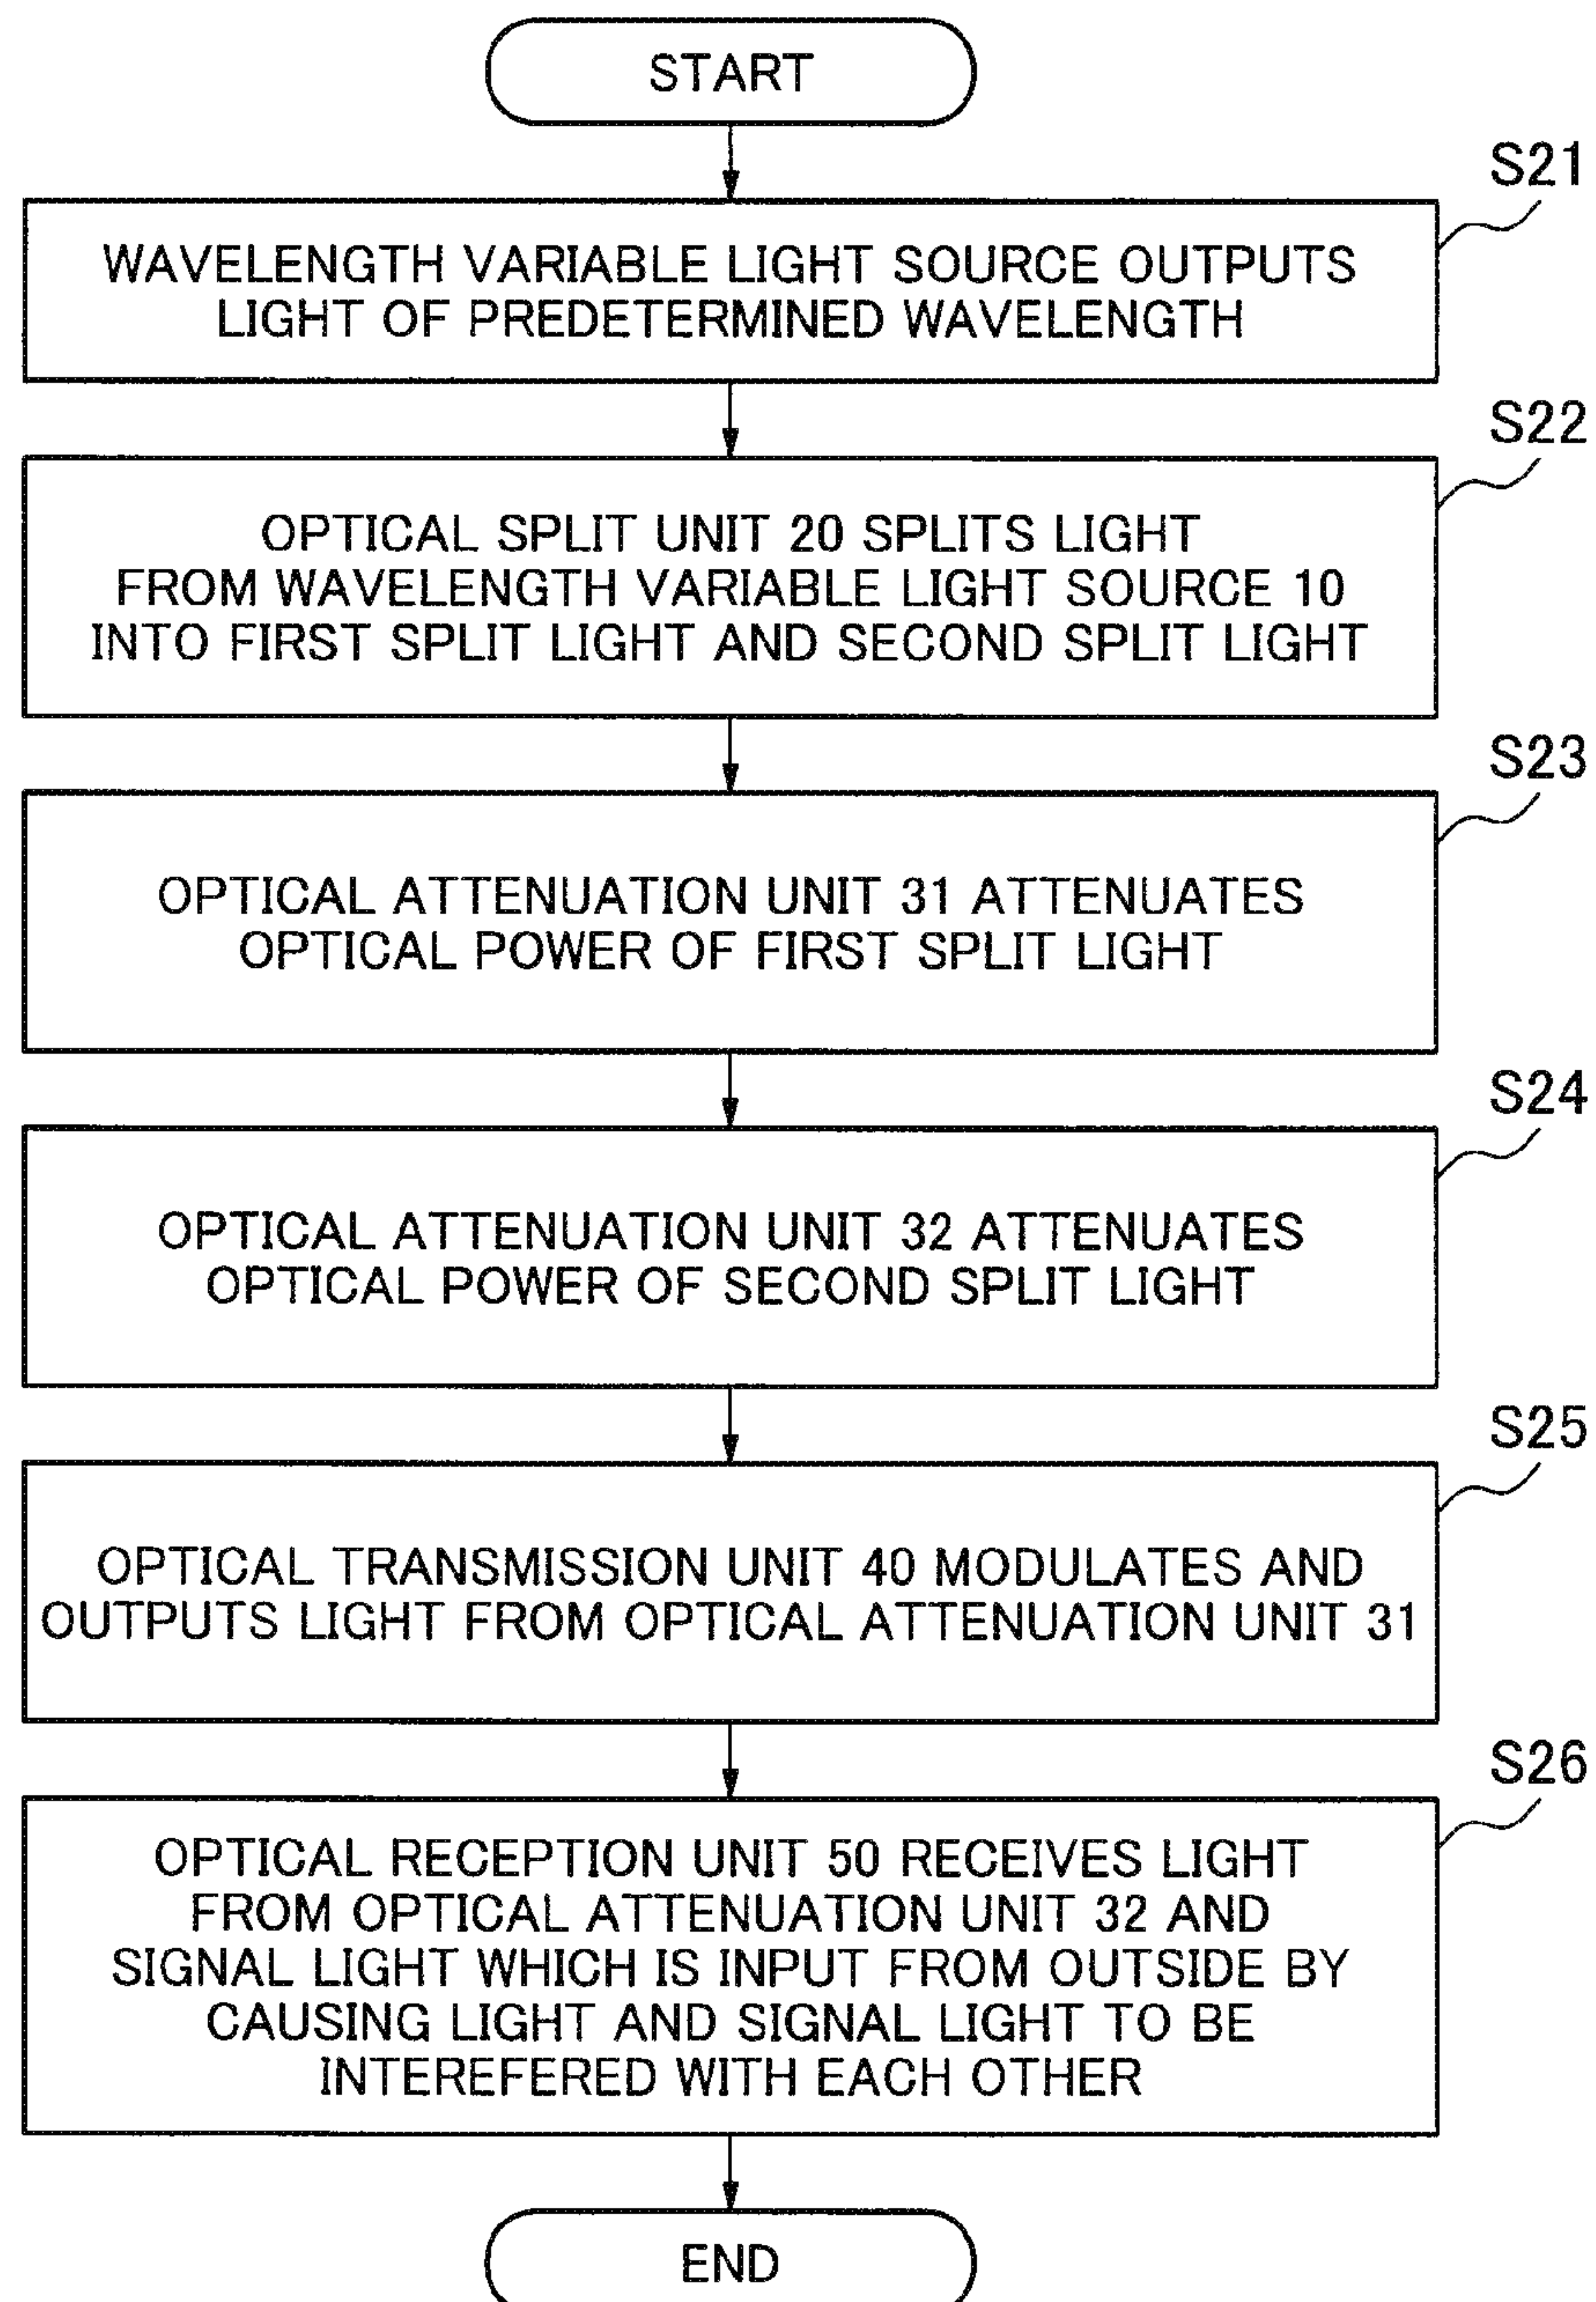 START
S21
WAVELENGTH VARIABLE LIGHT SOURCE OUTPUTS
LIGHT OF PREDETERMINED WAVELENGTH
S22
OPTICAL SPLIT UNIT 20 SPLITS LIGHT
FROM WAVELENGTH VARIABLE LIGHT SOURCE 10
INTO FIRST SPLIT LIGHT AND SECOND SPLIT LIGHT
S23
OPTICAL ATTENUATION UNIT 31 ATTENUATES
OPTICAL POWER OF FIRST SPLIT LIGHT
S24
OPTICAL ATTENUATION UNIT 32 ATTENUATES
OPTICAL POWER OF SECOND SPLIT LIGHT
S25
OPTICAL TRANSMISSION UNIT 40 MODULATES AND
OUTPUTS LIGHT FROM OPTICAL ATTENUATION UNIT 31
S26
OPTICAL RECEPTION UNIT 50 RECEIVES LIGHT
FROM OPTICAL ATTENUATION UNIT 32 AND
SIGNAL LIGHT WHICH IS INPUT FROM OUTSIDE BY
CAUSING LIGHT AND SIGNAL LIGHT TO BE
INTEREFERED WITH EACH OTHER
END